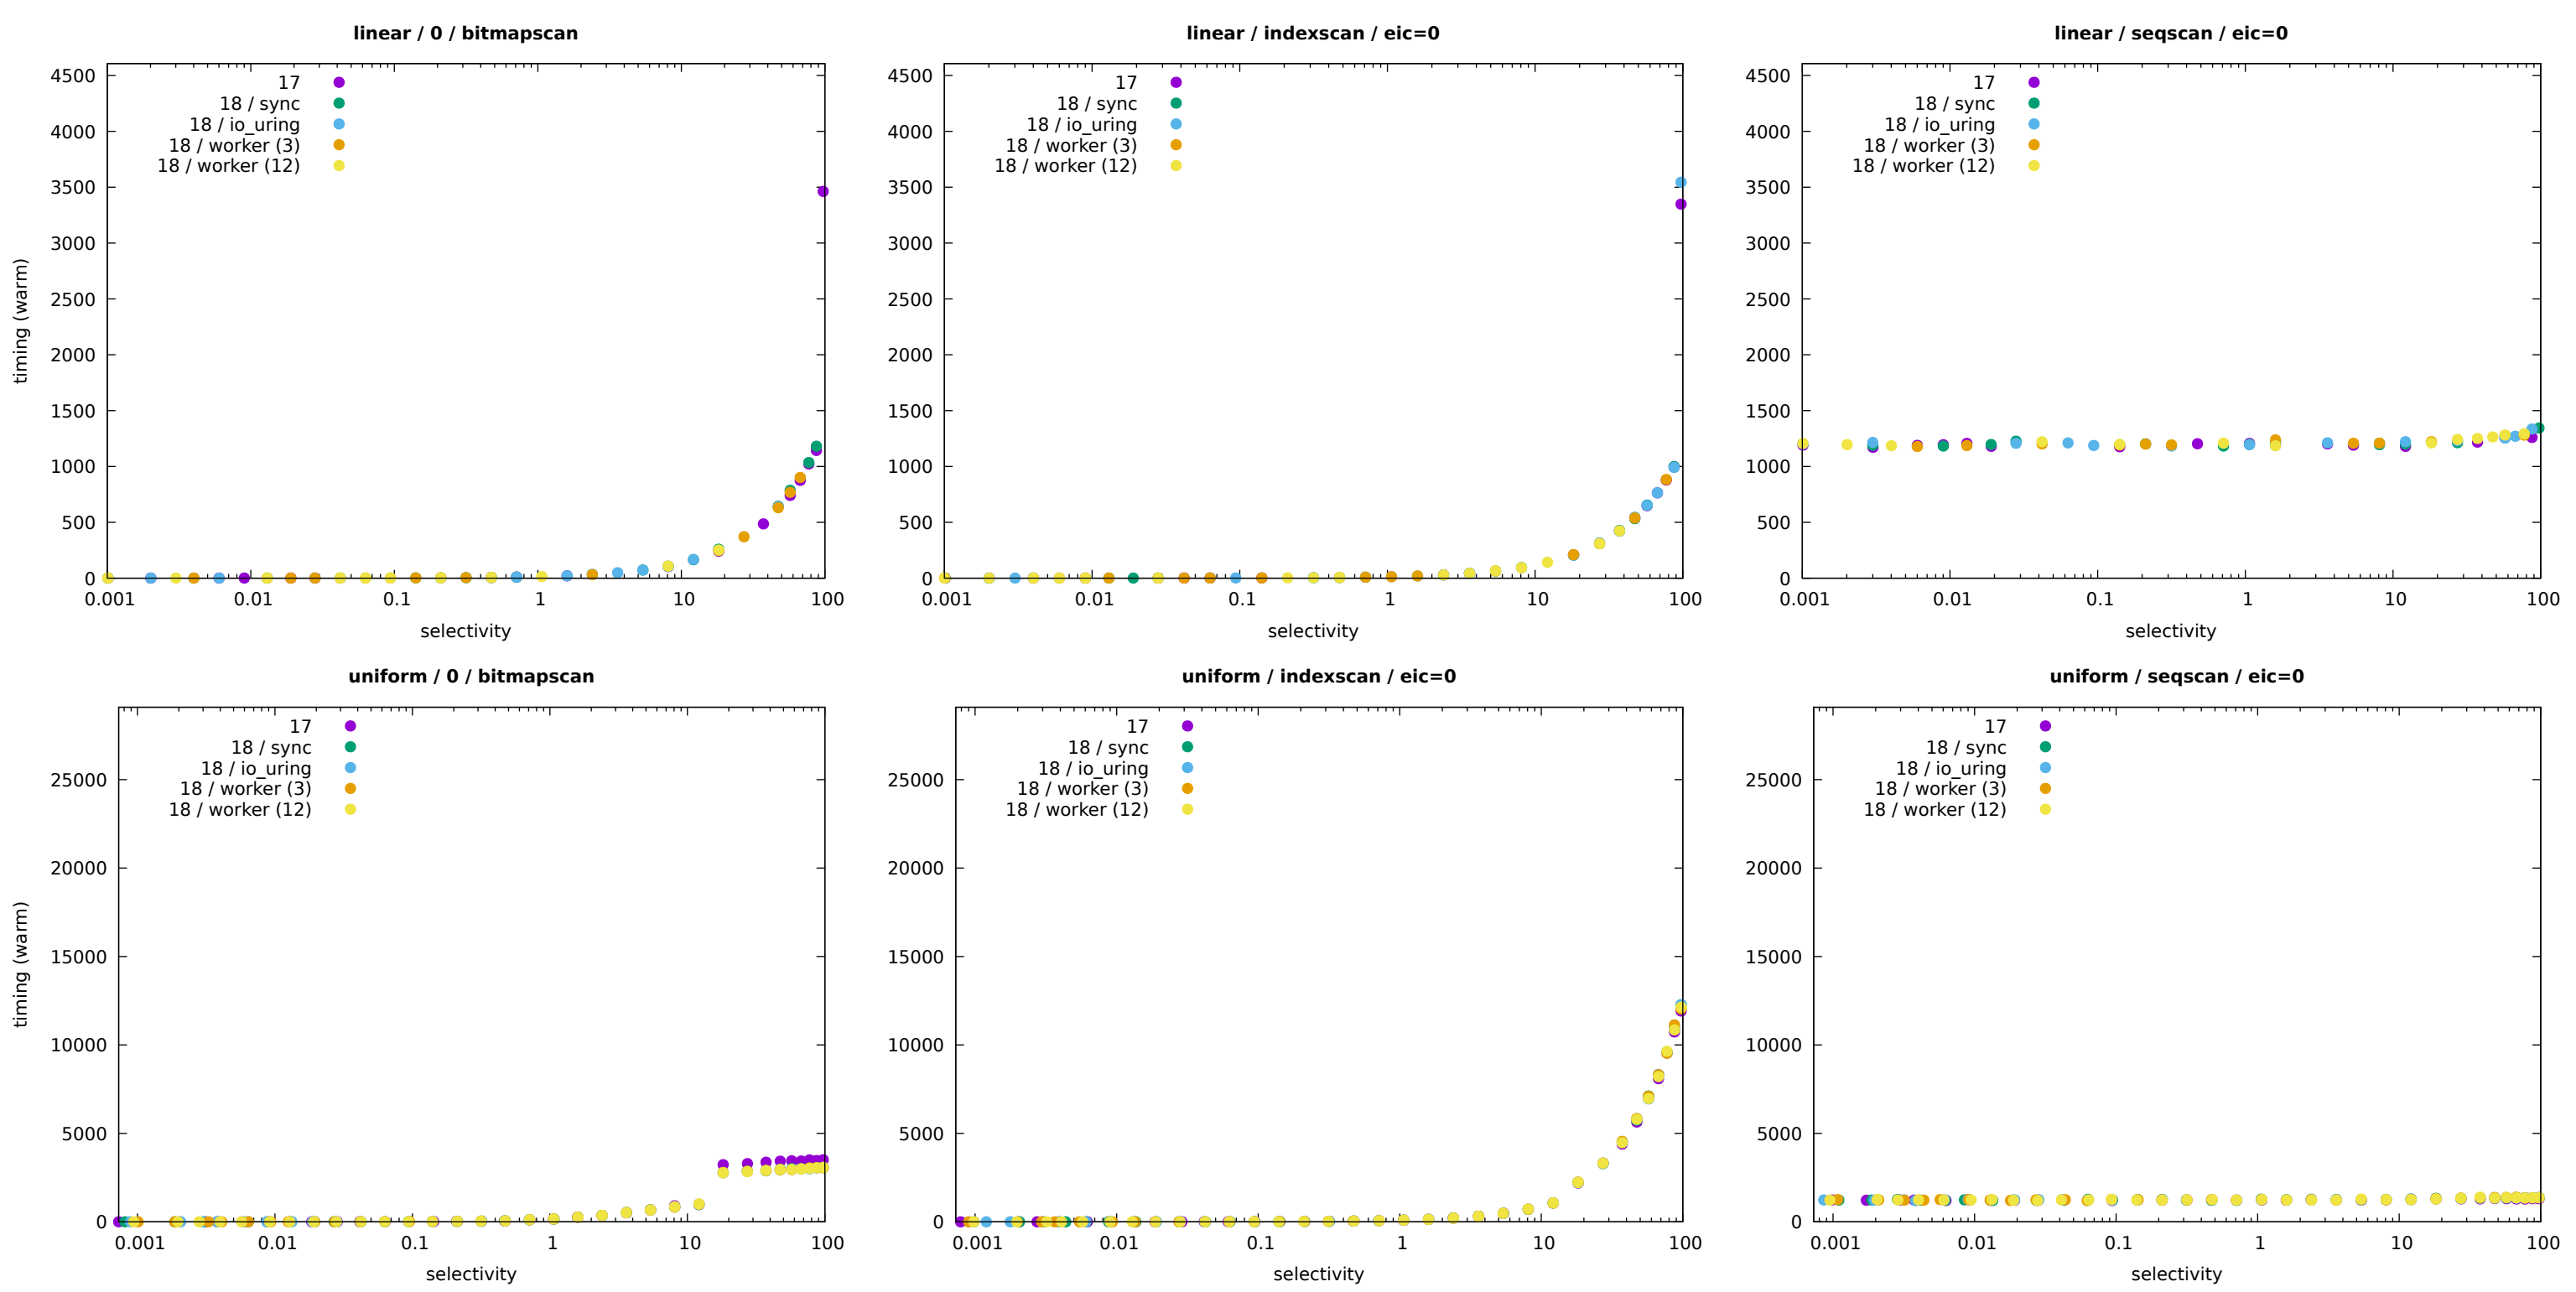 linear / 0 / bitmapscan
timing (warm)
4500
4000
3500
3000
2500
2000
1500
1000
500
0
17
18 / sync
18 / io_uring
18 / worker (3)
18 / worker (12)
0.001 0.01 0.1 1 10 100
selectivity
linear / indexscan / eic=0
4500
4000
3500
3000
2500
2000
1500
1000
500
0
17
18 / sync
18 / io_uring
18 / worker (3)
18 / worker (12)
0.001 0.01 0.1 1 10 100
selectivity
linear / seqscan / eic=0
4500
4000
3500
3000
2500
2000
1500
1000
500
0
17
18 / sync
18 / io_uring
18 / worker (3)
18 / worker (12)
0.001 0.01 0.1 1 10 100
selectivity
uniform / 0 / bitmapscan
timing (warm)
25000
20000
15000
10000
5000
0
17
18 / sync
18 / io_uring
18 / worker (3)
18 / worker (12)
0.001 0.01 0.1 1 10 100
selectivity
uniform / indexscan / eic=0
25000
20000
15000
10000
5000
0
17
18 / sync
18 / io_uring
18 / worker (3)
18 / worker (12)
0.001 0.01 0.1 1 10 100
selectivity
uniform / seqscan / eic=0
25000
20000
15000
10000
5000
0
17
18 / sync
18 / io_uring
18 / worker (3)
18 / worker (12)
0.001 0.01 0.1 1 10 100
selectivity